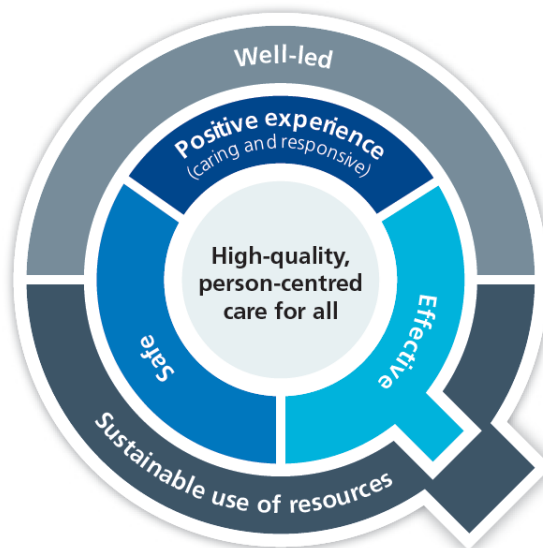 Well-led
Positive experience
(caring and responsive)
High-quality,
person-centred
care for all
Safe
Effective
Sustainable use of resources